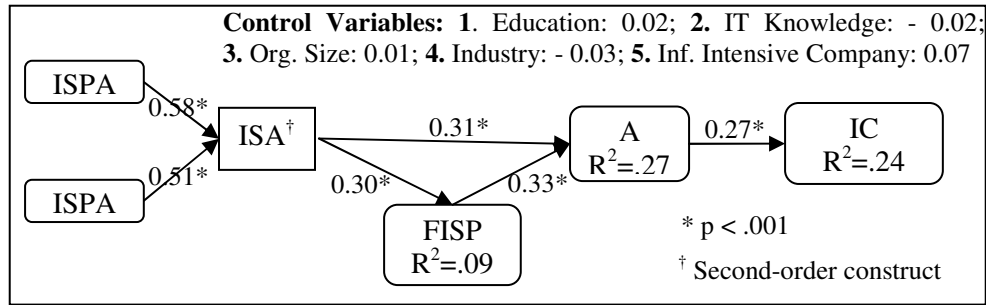 Control Variables: 1. Education: 0.02; 2. IT Knowledge: - 0.02;
3. Org. Size: 0.01; 4. Industry: - 0.03; 5. Inf. Intensive Company: 0.07
ISPA
0.58*
ISPA
0.51*
ISA†
0.31*
0.30*
FISP
R²=.09
0.33*
A
R²=.27
0.27*
IC
R²=.24
* p < .001
† Second-order construct